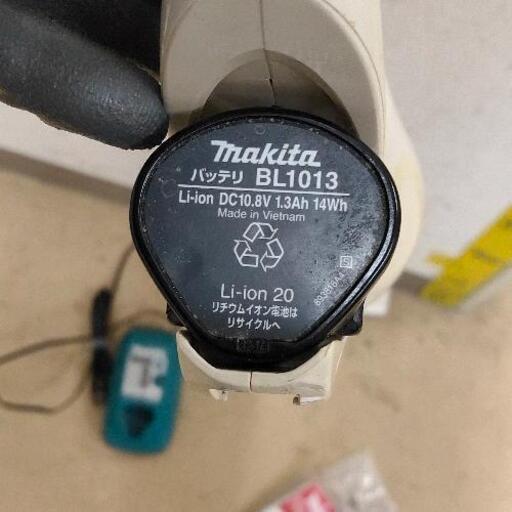 makita
バッテリ BL1013
Li-ion DC10.8V 1.3Ah 14Wh
Made in Vietnam
Li-ion 20
リチウムイオン電池は
リサイクルへ